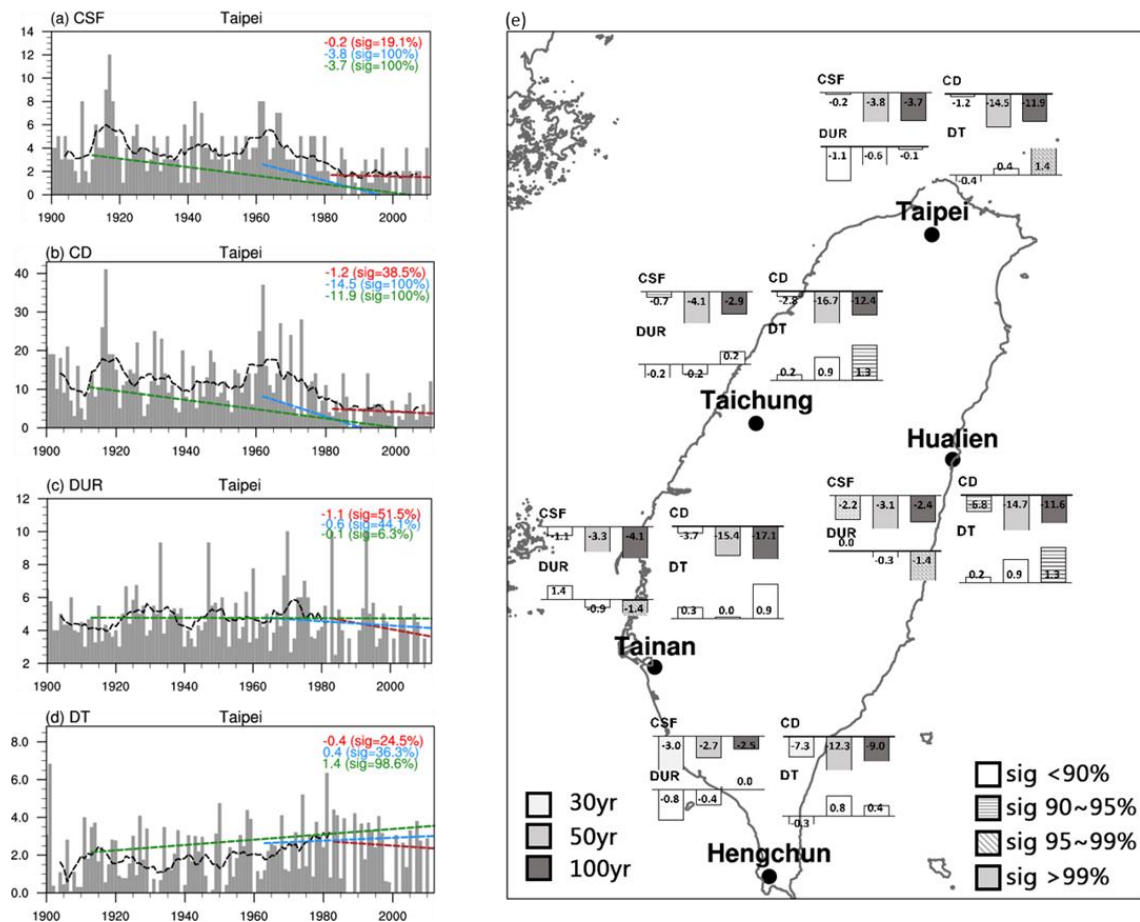 (a) CSF Taipei
-0.2 (sig=19.1%)
-3.8 (sig=100%)
-3.7 (sig=100%)
14
12
10
8
6
4
2
0
1900 1920 1940 1960 1980 2000
(b) CD Taipei
-1.2 (sig=38.5%)
-14.5 (sig=100%)
-11.9 (sig=100%)
40
30
20
10
0
1900 1920 1940 1960 1980 2000
(c) DUR Taipei
-1.1 (sig=51.5%)
-0.6 (sig=44.1%)
-0.1 (sig=6.3%)
12
10
8
6
4
2
1900 1920 1940 1960 1980 2000
(d) DT Taipei
-0.4 (sig=24.5%)
0.4 (sig=36.3%)
1.4 (sig=98.6%)
8.0
6.0
4.0
2.0
0.0
1900 1920 1940 1960 1980 2000
(e)
CSF CD
-0.2 -3.8 -3.7 -1.2 -14.5 -11.9
DUR DT
-1.1 -0.6 -0.1 -0.4 0.4 1.4
Taipei
CSF CD
-0.7 -4.1 -2.9 -2.8 -16.7 -12.4
DUR DT
-0.2 -0.2 0.2 0.2 0.9 1.3
Taichung
Hualien
CSF CD
-2.2 -3.1 -2.4 -6.8 -14.7 -11.6
DUR DT
0.0 -0.3 -1.4 0.2 0.9 1.3
CSF CD
-1.1 -3.3 -4.1 -3.7 -15.4 -17.1
DUR DT
1.4 -0.9 -1.4 0.3 0.0 0.9
Tainan
CSF CD
-3.0 -2.7 -2.5 -7.3 -12.3 -9.0
DUR DT
-0.8 -0.4 0.0 -0.3 0.8 0.4
Hengchun
30yr
50yr
100yr
sig <90%
sig 90~95%
sig 95~99%
sig >99%